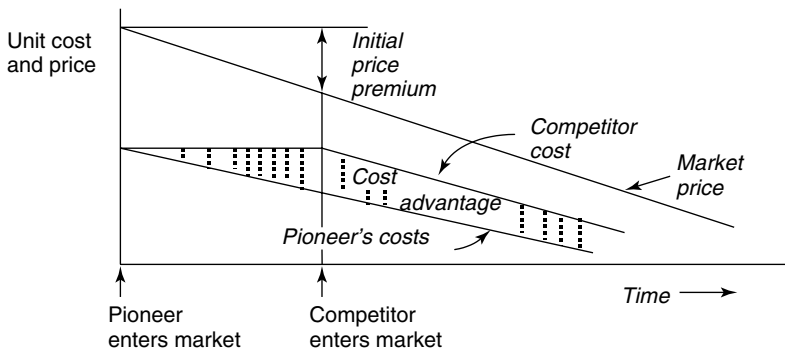 Unit cost
and price
Initial
price
premium
Competitor
cost
Market
price
Cost
advantage
Pioneer's costs
Time
Pioneer
enters market
Competitor
enters market